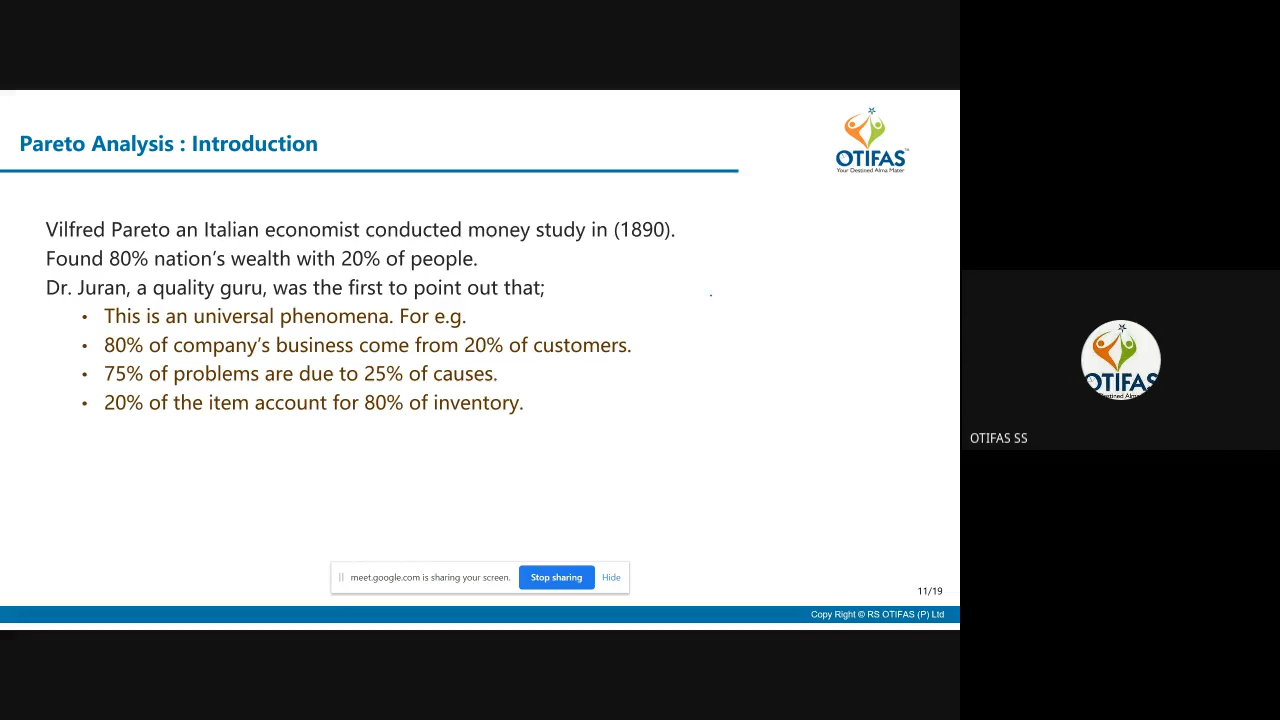 Pareto Analysis : Introduction
OTIFAS™
Your Destined Alma Mater
Vilfred Pareto an Italian economist conducted money study in (1890).
Found 80% nation’s wealth with 20% of people.
Dr. Juran, a quality guru, was the first to point out that;
• This is an universal phenomena. For e.g.
• 80% of company’s business come from 20% of customers.
• 75% of problems are due to 25% of causes.
• 20% of the item account for 80% of inventory.
meet.google.com is sharing your screen. Stop sharing Hide
11/19
Copy Right © RS OTIFAS (P) Ltd
OTIFAS
OTIFAS SS